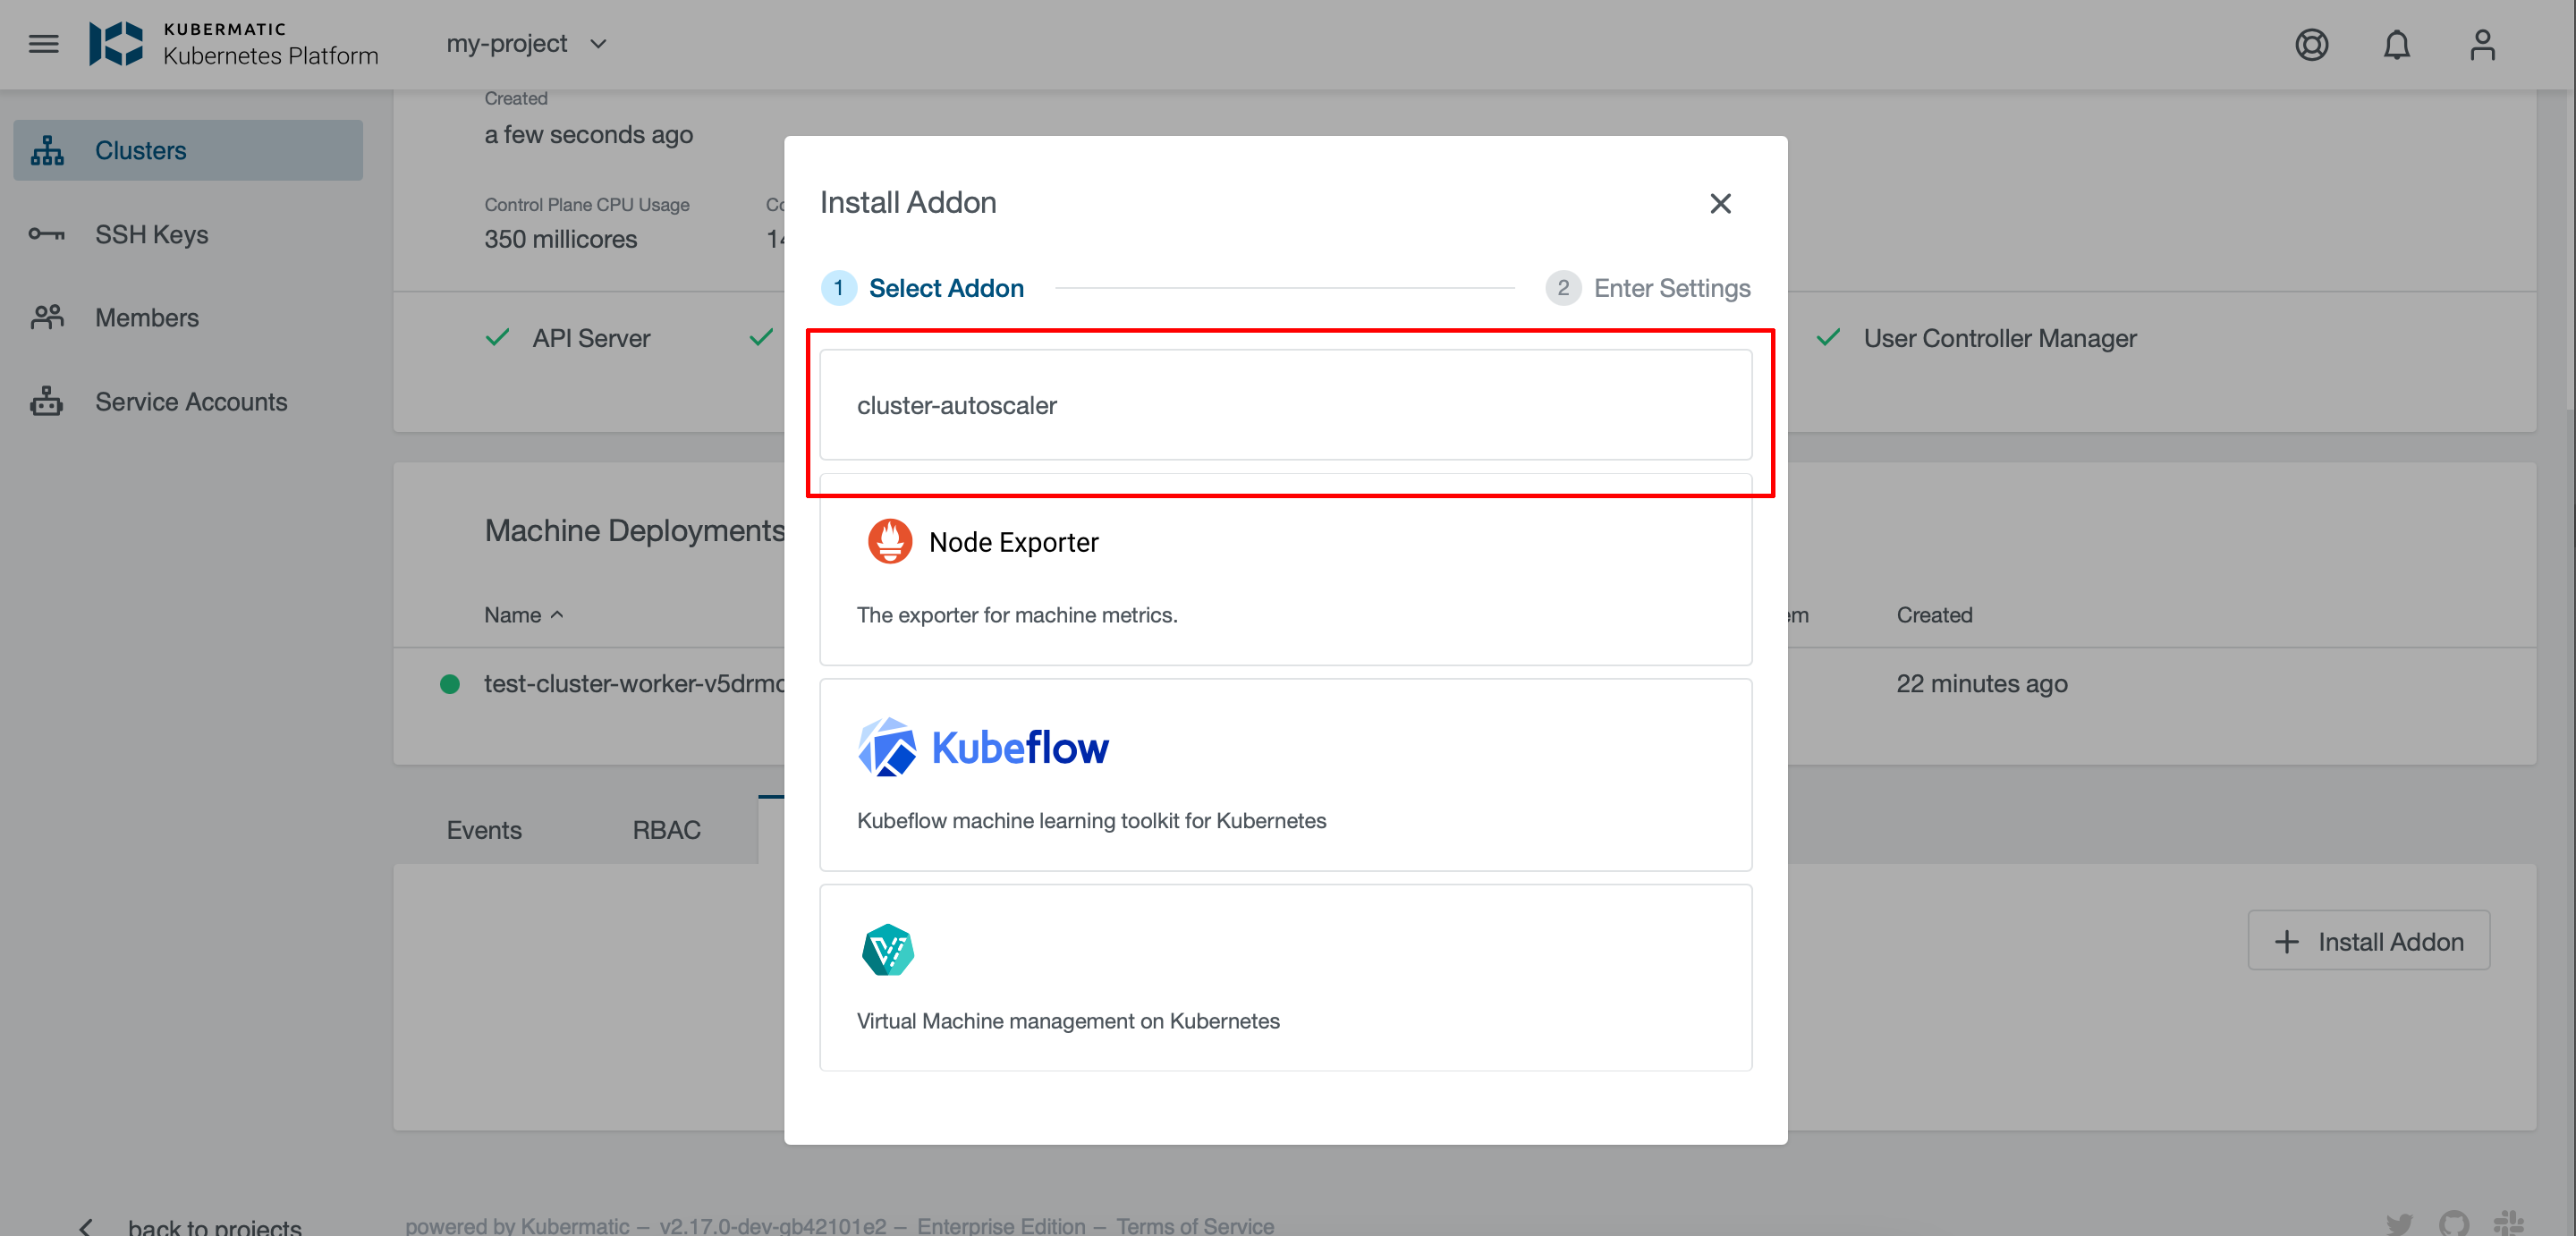 KUBERMATIC
Kubernetes Platform
my-project
Clusters
SSH Keys
Members
Service Accounts
back to projects
Created
a few seconds ago
Control Plane CPU Usage
350 millicores
API Server
User Controller Manager
Machine Deployments
Name
Created
test-cluster-worker-v5drm
22 minutes ago
Events
RBAC
Install Addon
Install Addon
1 Select Addon
2 Enter Settings
cluster-autoscaler
Node Exporter
The exporter for machine metrics.
Kubeflow
Kubeflow machine learning toolkit for Kubernetes
Virtual Machine management on Kubernetes
powered by Kubermatic – v2.17.0-dev-gb42101e2 – Enterprise Edition – Terms of Service